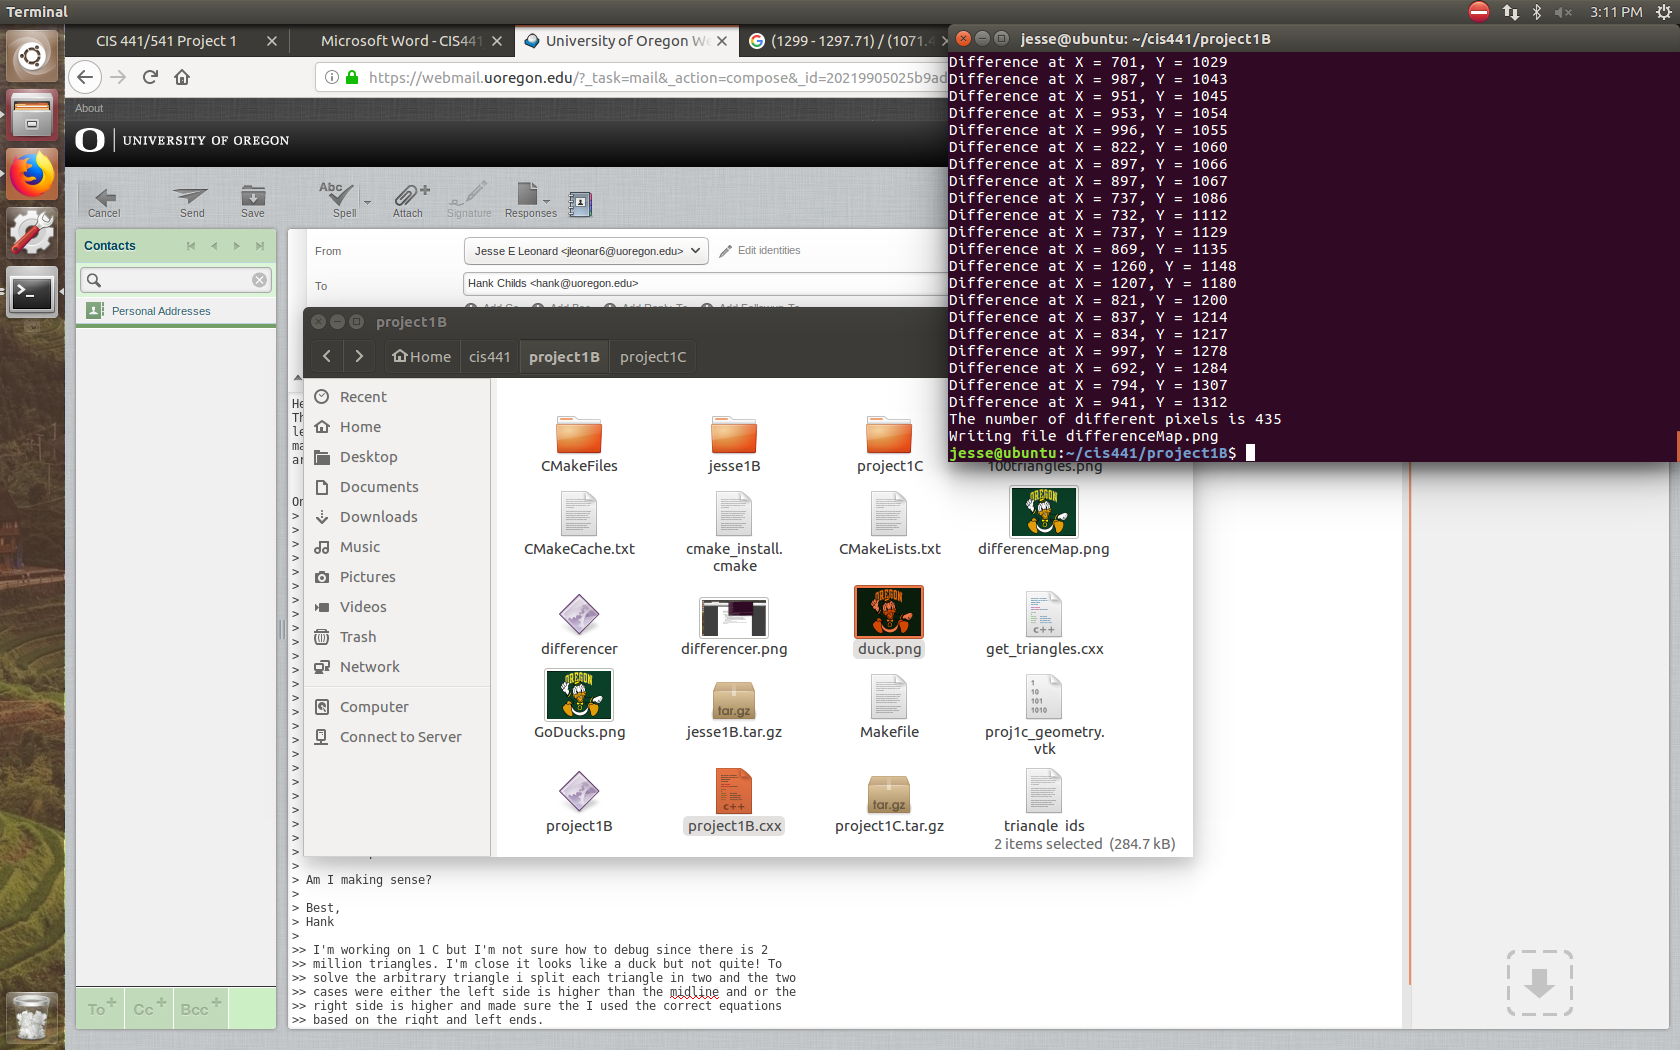 Terminal
3:11 PM
CIS 441/541 Project 1
Microsoft Word - CIS441
University of Oregon We
(1299 - 1297.71) / (1071.4
https://webmail.uoregon.edu/?_task=mail&_action=compose&_id=20219905025b9ad
About
UNIVERSITY OF OREGON
Cancel
Send
Save
Abc
Spell
Attach
Signature
Responses
Contacts
Personal Addresses
From
Jesse E Leonard <jleonar6@uoregon.edu>
Edit identities
To
Hank Childs <hank@uoregon.edu>
jesse@ubuntu: ~/cis441/project1B
Difference at X = 701, Y = 1029
Difference at X = 987, Y = 1043
Difference at X = 951, Y = 1045
Difference at X = 953, Y = 1054
Difference at X = 996, Y = 1055
Difference at X = 822, Y = 1060
Difference at X = 897, Y = 1066
Difference at X = 897, Y = 1067
Difference at X = 737, Y = 1086
Difference at X = 732, Y = 1112
Difference at X = 737, Y = 1129
Difference at X = 869, Y = 1135
Difference at X = 1260, Y = 1148
Difference at X = 1207, Y = 1180
Difference at X = 821, Y = 1200
Difference at X = 837, Y = 1214
Difference at X = 834, Y = 1217
Difference at X = 997, Y = 1278
Difference at X = 692, Y = 1284
Difference at X = 794, Y = 1307
Difference at X = 941, Y = 1312
The number of different pixels is 435
Writing file differenceMap.png
jesse@ubuntu:~/cis441/project1B$
project1B
Home
cis441
project1B
project1C
Recent
Home
Desktop
Documents
Downloads
Music
Pictures
Videos
Trash
Network
Computer
Connect to Server
CMakeFiles
jesse1B
project1C
100triangles.png
CMakeCache.txt
cmake_install.
cmake
CMakeLists.txt
differenceMap.png
differencer
differencer.png
duck.png
get_triangles.cxx
GoDucks.png
jesse1B.tar.gz
Makefile
proj1c_geometry.
vtk
project1B
project1B.cxx
project1C.tar.gz
triangle_ids
2 items selected (284.7 kB)
>
> Am I making sense?
>
> Best,
> Hank
>
>> I'm working on 1 C but I'm not sure how to debug since there is 2
>> million triangles. I'm close it looks like a duck but not quite! To
>> solve the arbitrary triangle i split each triangle in two and the two
>> cases were either the left side is higher than the midline and or the
>> right side is higher and made sure the I used the correct equations
>> based on the right and left ends.
To+
Cc+
Bcc+